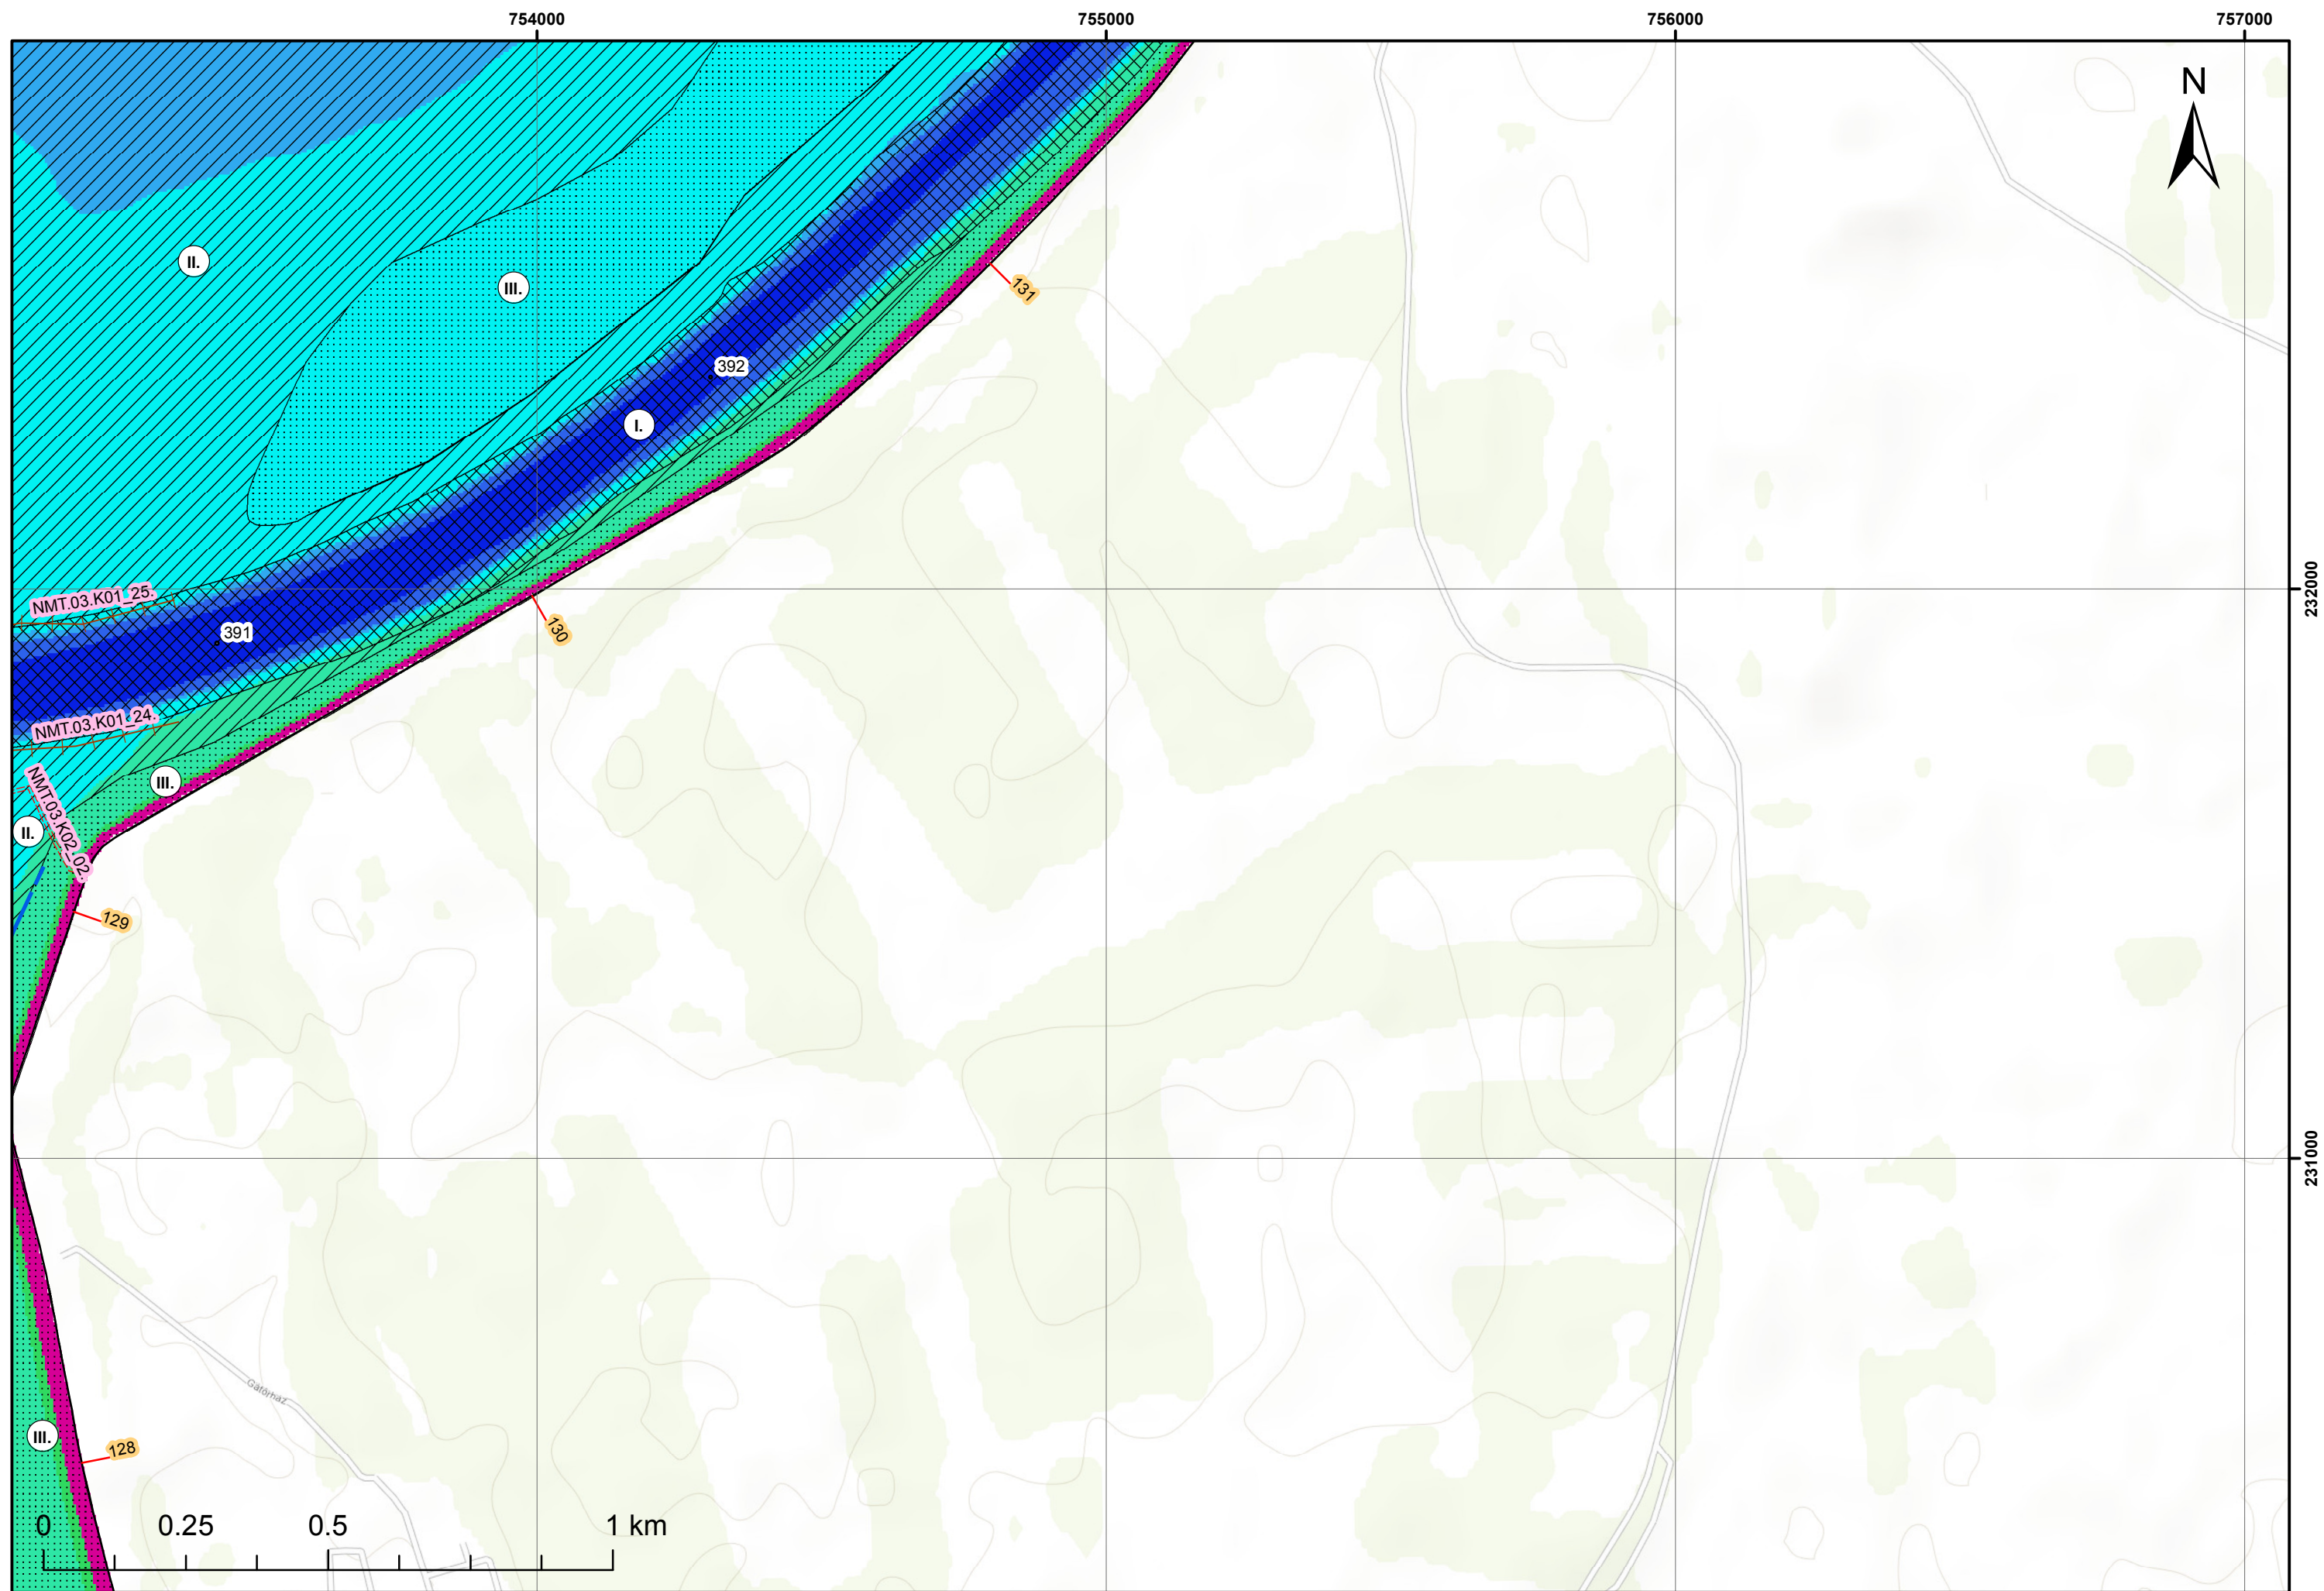 754000
755000
756000
757000
N
II.
III.
131
392
I.
232000
NMT.03.K01_25.
391
130
NMT.03.K01_24.
NMT.03.K02_02.
III.
II.
129
231000
Gátőrház
III.
128
0 0.25 0.5 1 km